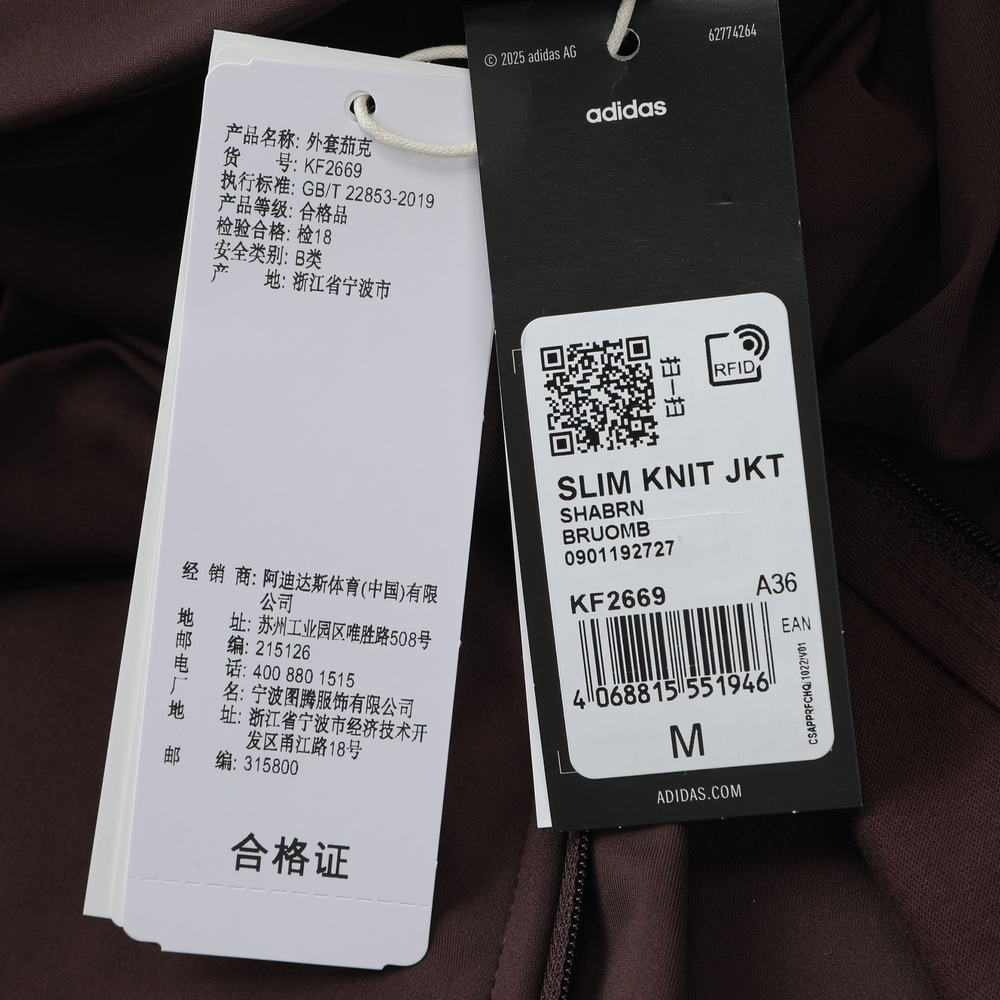 产品名称: 外套茄克
货 号: KF2669
执行标准: GB/T 22853-2019
产品等级: 合格品
检验合格: 检18
安全类别: B类
产 地: 浙江省宁波市
经 销 商: 阿迪达斯体育(中国)有限
公司
地 址: 苏州工业园区唯胜路508号
邮 编: 215126
电 话: 400 880 1515
厂 名: 宁波图腾服饰有限公司
地 址: 浙江省宁波市经济技术开
发区甬江路18号
邮 编: 315800
合格证
© 2025 adidas AG
62774264
adidas
扫一扫
RFID
SLIM KNIT JKT
SHABRN
BRUOMB
0901192727
KF2669
A36
EAN
4 068815 551946
CSAPPRFCHQ/1022/V01
M
ADIDAS.COM